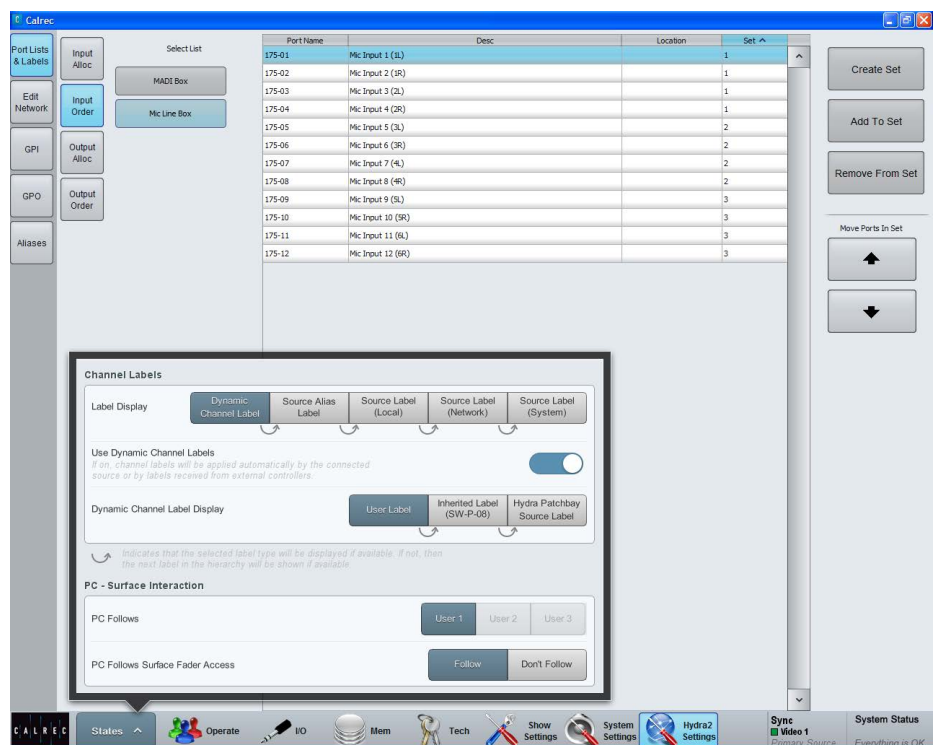 Calrec
Port Lists & Labels
Edit Network
GPI
GPO
Aliases
Input Alloc
Input Order
Output Alloc
Output Order
Select List
MADI Box
Mic Line Box
Port Name Desc Location Set
175-01 Mic Input 1 (1L) 1
175-02 Mic Input 2 (1R) 1
175-03 Mic Input 3 (2L) 1
175-04 Mic Input 4 (2R) 1
175-05 Mic Input 5 (3L) 2
175-06 Mic Input 6 (3R) 2
175-07 Mic Input 7 (4L) 2
175-08 Mic Input 8 (4R) 2
175-09 Mic Input 9 (5L) 3
175-10 Mic Input 10 (5R) 3
175-11 Mic Input 11 (6L) 3
175-12 Mic Input 12 (6R) 3
Create Set
Add To Set
Remove From Set
Move Ports In Set
Channel Labels
Label Display
Dynamic Channel Label
Source Alias Label
Source Label (Local)
Source Label (Network)
Source Label (System)
Use Dynamic Channel Labels
If on, channel labels will be applied automatically by the connected
source or by labels received from external controllers.
Dynamic Channel Label Display
User Label
Inherited Label (SW-P-08)
Hydra Patchbay Source Label
Indicates that the selected label type will be displayed if available. if not, then
the next label in the hierarchy will be shown if available
PC - Surface Interaction
PC Follows
User 1 User 2 User 3
PC Follows Surface Fader Access
Follow Don't Follow
CALREC
States
Operate
I/O
Mem
Tech
Show Settings
System Settings
Hydra2 Settings
Sync
Video 1
Primary Source
System Status
Everything is OK